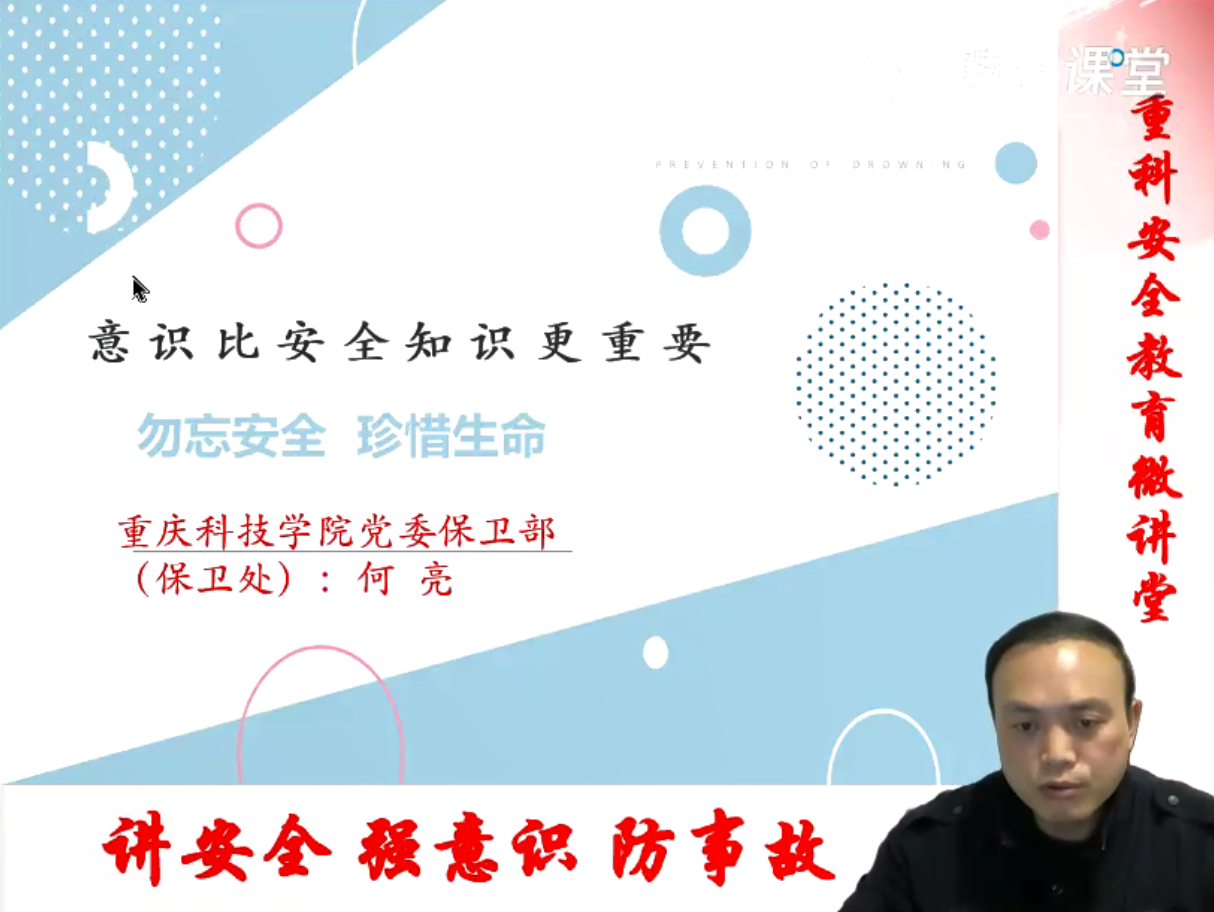 课堂
PREVENTION OF DROWNING
重科安全教育微讲堂
意识比安全知识更重要
勿忘安全 珍惜生命
重庆科技学院党委保卫部
（保卫处）：何 亮
讲安全 强意识 防事故